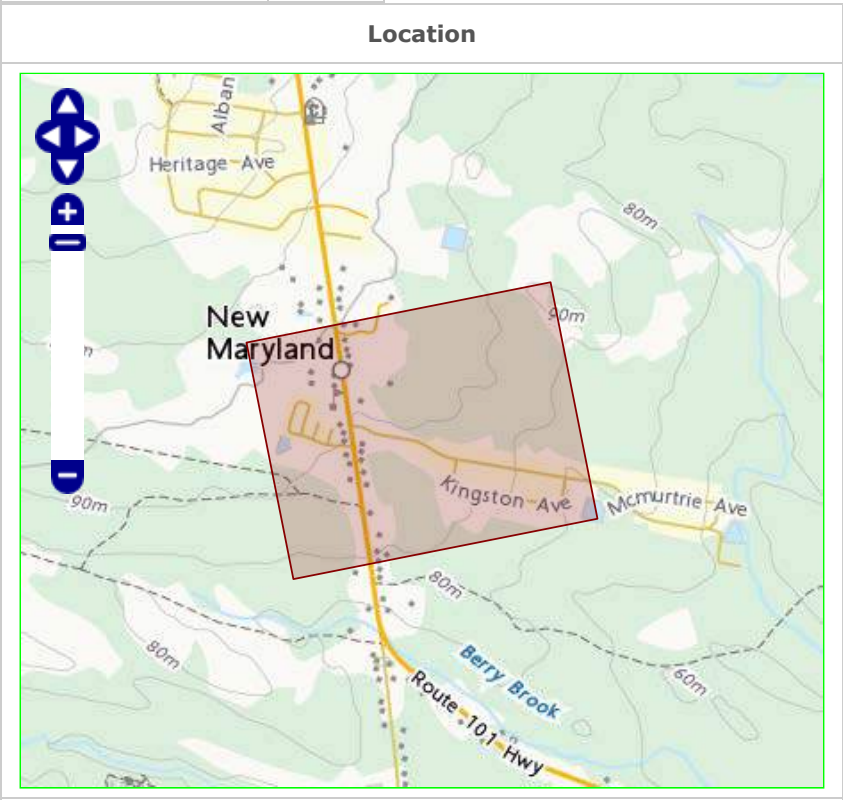 Location
Alban
Heritage Ave
80m
New
Maryland
90m
Kingston Ave
Mcmurtrie Ave
90m
80m
80m
Berry Brook
60m
Route 101 Hwy